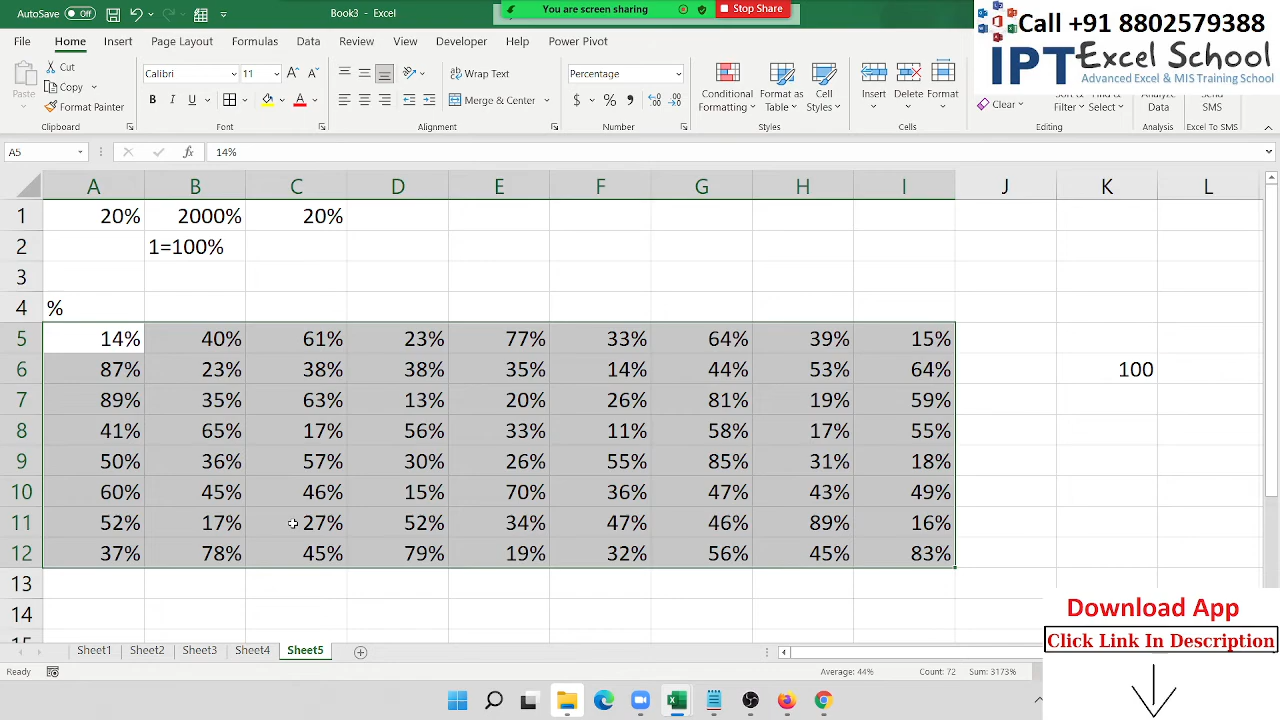 AutoSave Off Book3 - Excel You are screen sharing Stop Share
Call +91 8802579388
IPT Excel School
Advanced Excel & MIS Training School
File Home Insert Page Layout Formulas Data Review View Developer Help Power Pivot
Paste Cut Copy Format Painter Calibri 11 B I U A Wrap Text Merge & Center Percentage $ % , Conditional Formatting Format as Table Cell Styles Insert Delete Format Clear Sort & Filter Find & Select Analyze Data Send SMS
Clipboard Font Alignment Number Styles Cells Editing Analysis Excel To SMS
A5 fx 14%
A B C D E F G H I J K L
1 20% 2000% 20%
2 1=100%
3
4 %
5 14% 40% 61% 23% 77% 33% 64% 39% 15%
6 87% 23% 38% 38% 35% 14% 44% 53% 64% 100
7 89% 35% 63% 13% 20% 26% 81% 19% 59%
8 41% 65% 17% 56% 33% 11% 58% 17% 55%
9 50% 36% 57% 30% 26% 55% 85% 31% 18%
10 60% 45% 46% 15% 70% 36% 47% 43% 49%
11 52% 17% 27% 52% 34% 47% 46% 89% 16%
12 37% 78% 45% 79% 19% 32% 56% 45% 83%
13
14
15
Download App
Click Link In Description
Sheet1 Sheet2 Sheet3 Sheet4 Sheet5
Ready Average: 44% Count: 72 Sum: 3173%